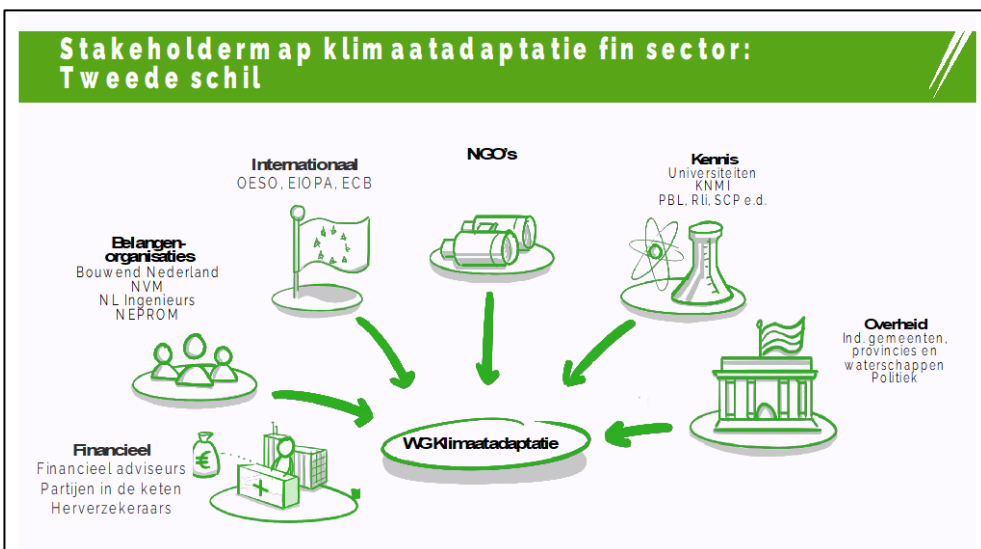 Stakeholdermap klimaatadaptatie fin sector:
Tweede schil
NGO's
Internationaal
OESO, EIOPA, ECB
Kennis
Universiteiten
KNMI
PBL, Rli, SCP e.d.
Belangen-
organisaties
Bouwend Nederland
NVM
NL Ingenieurs
NEPROM
Overheid
Ind. gemeenten,
provincies en
waterschappen
Politiek
WG Klimaatadaptatie
Financieel
Financieel adviseurs
Partijen in de keten
Herverzekeraars
€